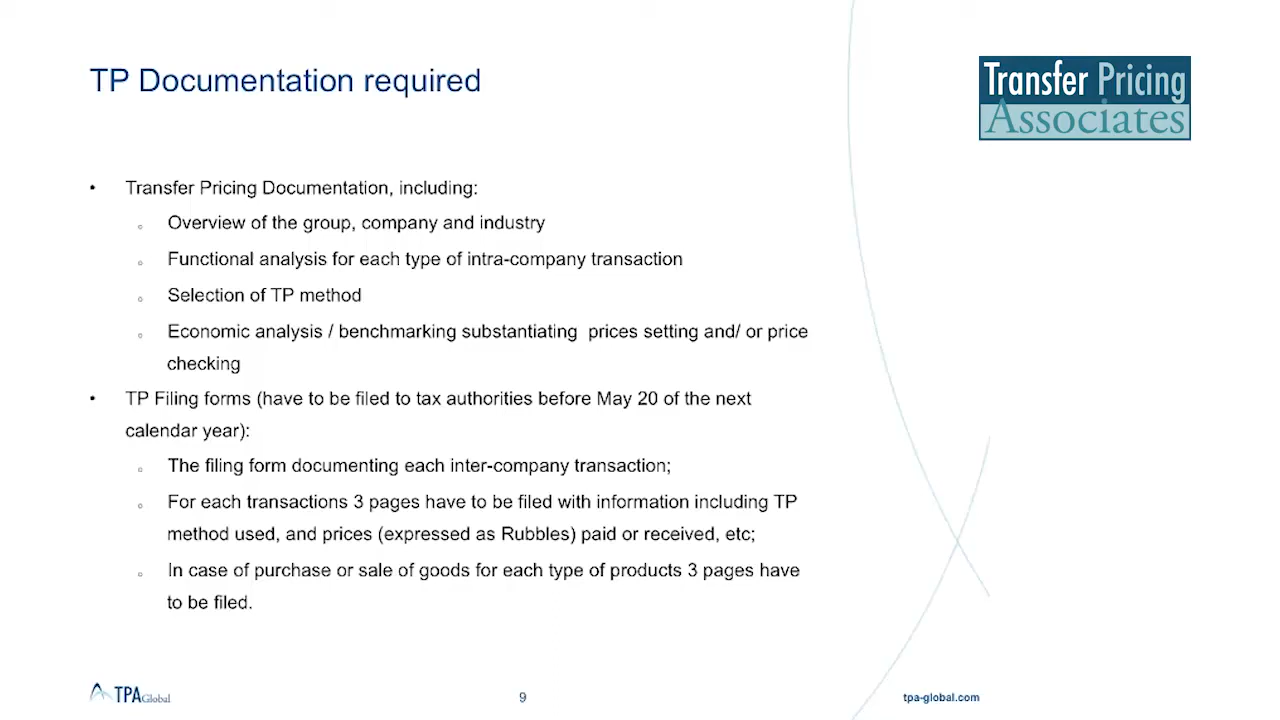 TP Documentation required
Transfer Pricing
Associates
• Transfer Pricing Documentation, including:
o Overview of the group, company and industry
o Functional analysis for each type of intra-company transaction
o Selection of TP method
o Economic analysis / benchmarking substantiating prices setting and/ or price
checking
• TP Filing forms (have to be filed to tax authorities before May 20 of the next
calendar year):
o The filing form documenting each inter-company transaction;
o For each transactions 3 pages have to be filed with information including TP
method used, and prices (expressed as Rubbles) paid or received, etc;
o In case of purchase or sale of goods for each type of products 3 pages have
to be filed.
TPA Global
9
tpa-global.com